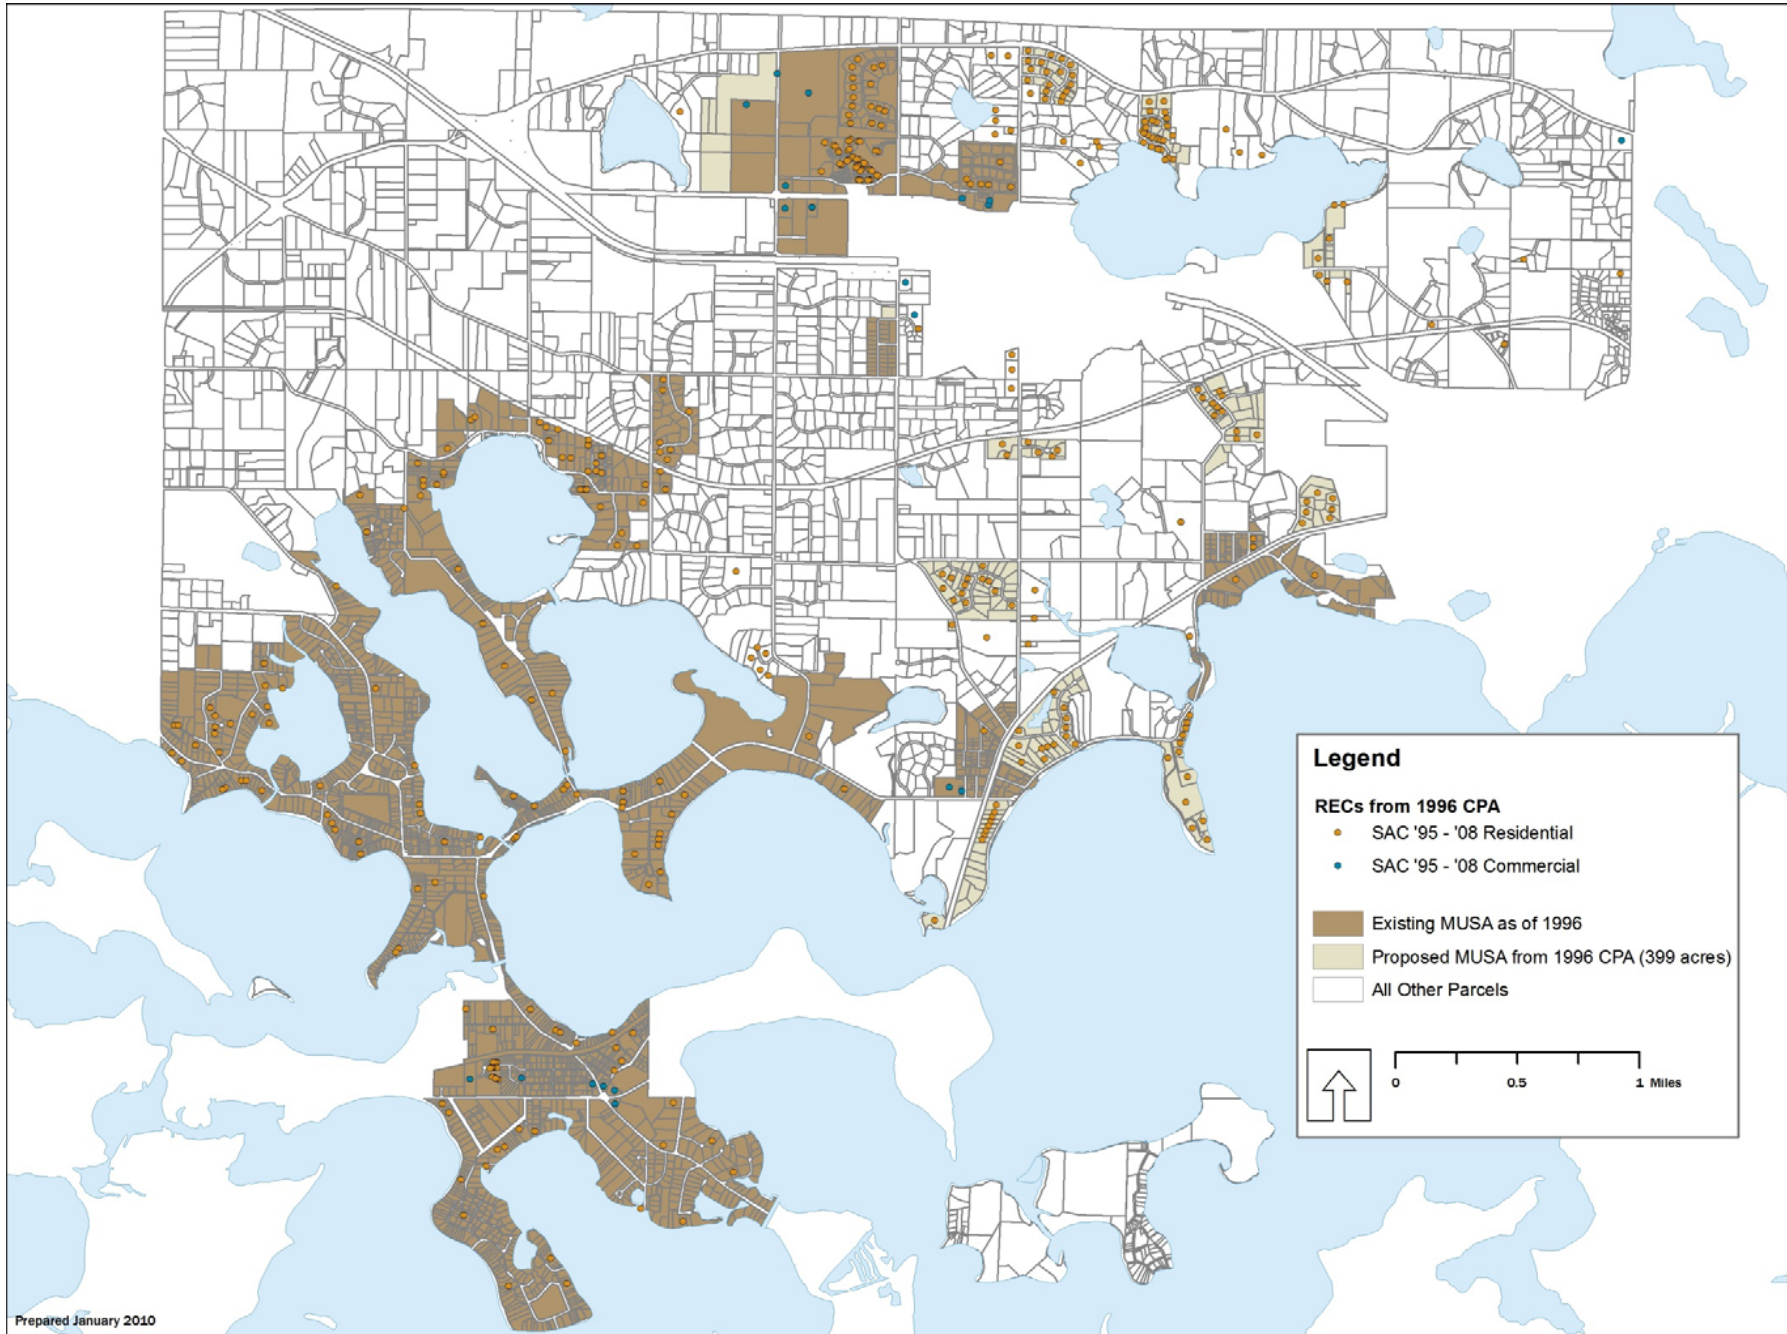 Legend
RECs from 1996 CPA
SAC '95 - '08 Residential
SAC '95 - '08 Commercial
Existing MUSA as of 1996
Proposed MUSA from 1996 CPA (399 acres)
All Other Parcels
0 0.5 1 Miles
Prepared January 2010